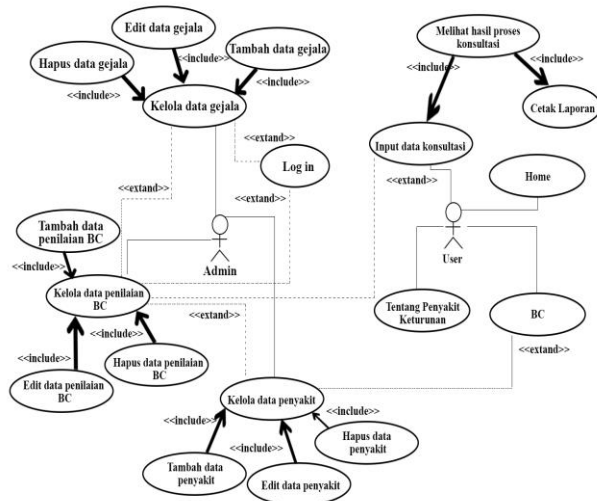 Edit data gejala
Hapus data gejala
<<include>>
Tambah data gejala
<<include>>
<<include>>
Kelola data gejala
<<extand>>
<<extand>>
Log in
<<extand>>
Admin
Tambah data
penilaian BC
<<include>>
Kelola data penilaian
BC
<<extand>>
<<include>>
<<include>>
Hapus data penilaian
BC
Edit data penilaian
BC
Kelola data penyakit
<<include>>
<<include>>
<<include>>
Tambah data
penyakit
Edit data penyakit
Hapus data
penyakit
Melihat hasil proses
konsultasi
<<include>>
<<include>>
Cetak Laporan
Input data konsultasi
<<extand>>
Home
User
Tentang Penyakit
Keturunan
BC
<<extand>>